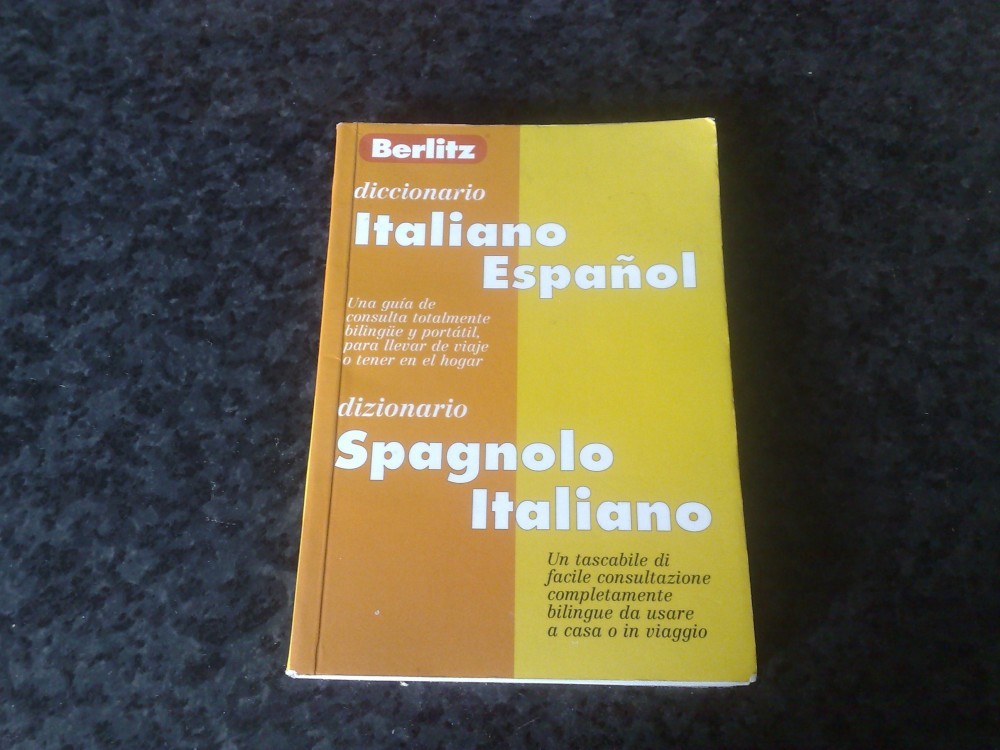 Berlitz
diccionario
Italiano
Español
Una guía de
consulta totalmente
bilingüe y portátil,
para llevar de viaje
o tener en el hogar
dizionario
Spagnolo
Italiano
Un tascabile di
facile consultazione
completamente
bilingue da usare
a casa o in viaggio